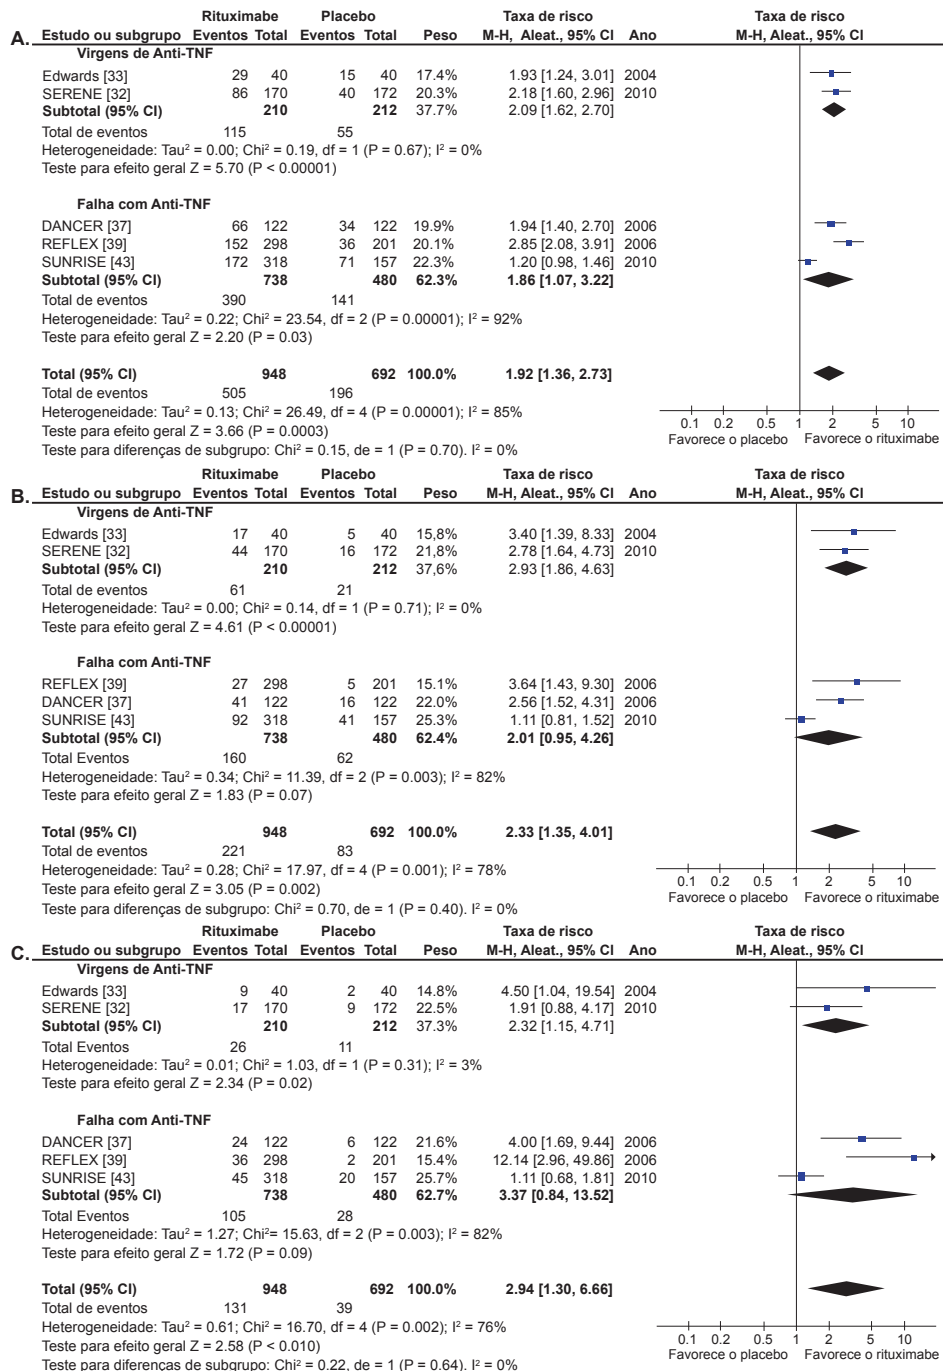 Rituximabe Placebo Taxa de risco Taxa de risco
A. Estudo ou subgrupo Eventos Total Eventos Total Peso M-H, Aleat., 95% CI Ano M-H, Aleat., 95% CI
Virgens de Anti-TNF
Edwards [33] 29 40 15 40 17.4% 1.93 [1.24, 3.01] 2004
SERENE [32] 86 170 40 172 20.3% 2.18 [1.60, 2.96] 2010
Subtotal (95% CI) 210 212 37.7% 2.09 [1.62, 2.70]
Total de eventos 115 55
Heterogeneidade: Tau² = 0.00; Chi² = 0.19, df = 1 (P = 0.67); I² = 0%
Teste para efeito geral Z = 5.70 (P < 0.00001)
Falha com Anti-TNF
DANCER [37] 66 122 34 122 19.9% 1.94 [1.40, 2.70] 2006
REFLEX [39] 152 298 36 201 20.1% 2.85 [2.08, 3.91] 2006
SUNRISE [43] 172 318 71 157 22.3% 1.20 [0.98, 1.46] 2010
Subtotal (95% CI) 738 480 62.3% 1.86 [1.07, 3.22]
Total de eventos 390 141
Heterogeneidade: Tau² = 0.22; Chi² = 23.54, df = 2 (P = 0.00001); I² = 92%
Teste para efeito geral Z = 2.20 (P = 0.03)
Total (95% CI) 948 692 100.0% 1.92 [1.36, 2.73]
Total de eventos 505 196
Heterogeneidade: Tau² = 0.13; Chi² = 26.49, df = 4 (P = 0.00001); I² = 85%
Teste para efeito geral Z = 3.66 (P = 0.0003)
Teste para diferenças de subgrupo: Chi² = 0.15, de = 1 (P = 0.70). I² = 0%
0.1 0.2 0.5 1 2 5 10
Favorece o placebo Favorece o rituximabe
Rituximabe Placebo Taxa de risco Taxa de risco
B. Estudo ou subgrupo Eventos Total Eventos Total Peso M-H, Aleat., 95% CI Ano M-H, Aleat., 95% CI
Virgens de Anti-TNF
Edwards [33] 17 40 5 40 15,8% 3.40 [1.39, 8.33] 2004
SERENE [32] 44 170 16 172 21,8% 2.78 [1.64, 4.73] 2010
Subtotal (95% CI) 210 212 37,6% 2.93 [1.86, 4.63]
Total de eventos 61 21
Heterogeneidade: Tau² = 0.00; Chi² = 0.14, df = 1 (P = 0.71); I² = 0%
Teste para efeito geral Z = 4.61 (P < 0.00001)
Falha com Anti-TNF
REFLEX [39] 27 298 5 201 15.1% 3.64 [1.43, 9.30] 2006
DANCER [37] 41 122 16 122 22.0% 2.56 [1.52, 4.31] 2006
SUNRISE [43] 92 318 41 157 25.3% 1.11 [0.81, 1.52] 2010
Subtotal (95% CI) 738 480 62.4% 2.01 [0.95, 4.26]
Total Eventos 160 62
Heterogeneidade: Tau² = 0.34; Chi² = 11.39, df = 2 (P = 0.003); I² = 82%
Teste para efeito geral Z = 1.83 (P = 0.07)
Total (95% CI) 948 692 100.0% 2.33 [1.35, 4.01]
Total de eventos 221 83
Heterogeneidade: Tau² = 0.28; Chi² = 17.97, df = 4 (P = 0.001); I² = 78%
Teste para efeito geral Z = 3.05 (P = 0.002)
Teste para diferenças de subgrupo: Chi² = 0.70, de = 1 (P = 0.40). I² = 0%
0.1 0.2 0.5 1 2 5 10
Favorece o placebo Favorece o rituximabe
Rituximabe Placebo Taxa de risco Taxa de risco
C. Estudo ou subgrupo Eventos Total Eventos Total Peso M-H, Aleat., 95% CI Ano M-H, Aleat., 95% CI
Virgens de Anti-TNF
Edwards [33] 9 40 2 40 14.8% 4.50 [1.04, 19.54] 2004
SERENE [32] 17 170 9 172 22.5% 1.91 [0.88, 4.17] 2010
Subtotal (95% CI) 210 212 37.3% 2.32 [1.15, 4.71]
Total Eventos 26 11
Heterogeneidade: Tau² = 0.01; Chi² = 1.03, df = 1 (P = 0.31); I² = 3%
Teste para efeito geral Z = 2.34 (P = 0.02)
Falha com Anti-TNF
DANCER [37] 24 122 6 122 21.6% 4.00 [1.69, 9.44] 2006
REFLEX [39] 36 298 2 201 15.4% 12.14 [2.96, 49.86] 2006
SUNRISE [43] 45 318 20 157 25.7% 1.11 [0.68, 1.81] 2010
Subtotal (95% CI) 738 480 62.7% 3.37 [0.84, 13.52]
Total Eventos 105 28
Heterogeneidade: Tau² = 1.27; Chi²= 15.63, df = 2 (P = 0.003); I² = 82%
Teste para efeito geral Z = 1.72 (P = 0.09)
Total (95% CI) 948 692 100.0% 2.94 [1.30, 6.66]
Total de eventos 131 39
Heterogeneidade: Tau² = 0.61; Chi² = 16.70, df = 4 (P = 0.002); I² = 76%
Teste para efeito geral Z = 2.58 (P < 0.010)
Teste para diferenças de subgrupo: Chi² = 0.22, de = 1 (P = 0.64). I² = 0%
0.1 0.2 0.5 1 2 5 10
Favorece o placebo Favorece o rituximabe